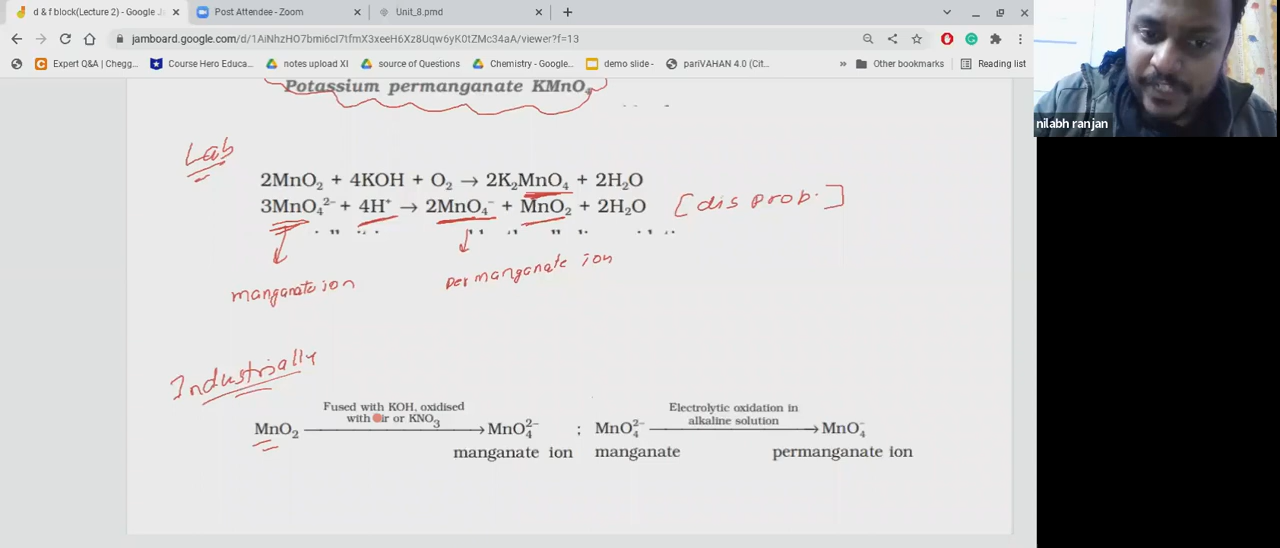 d & f block(Lecture 2) - Google Ja
Post Attendee - Zoom
Unit_8.pmd
jamboard.google.com/d/1AiNhzHO7bmi6cI7tfmX3xeeH6Xz8Uqw6yK0tZMc34aA/viewer?f=13
Expert Q&A | Chegg...
Course Hero Educa...
notes upload XI
source of Questions
Chemistry - Google...
demo slide -
pariVAHAN 4.0 (Cit...
»
Other bookmarks
Reading list
nilabh ranjan
Potassium permanganate KMnO₄
Lab
2MnO₂ + 4KOH + O₂ → 2K₂MnO₄ + 2H₂O
3MnO₄²⁻ + 4H⁺ → 2MnO₄⁻ + MnO₂ + 2H₂O [disprop.]
manganate ion
permanganate ion
Industrially
Fused with KOH, oxidised
with air or KNO₃
Electrolytic oxidation in
alkaline solution
MnO₂ → MnO₄²⁻ ; MnO₄²⁻ → MnO₄⁻
manganate ion manganate permanganate ion